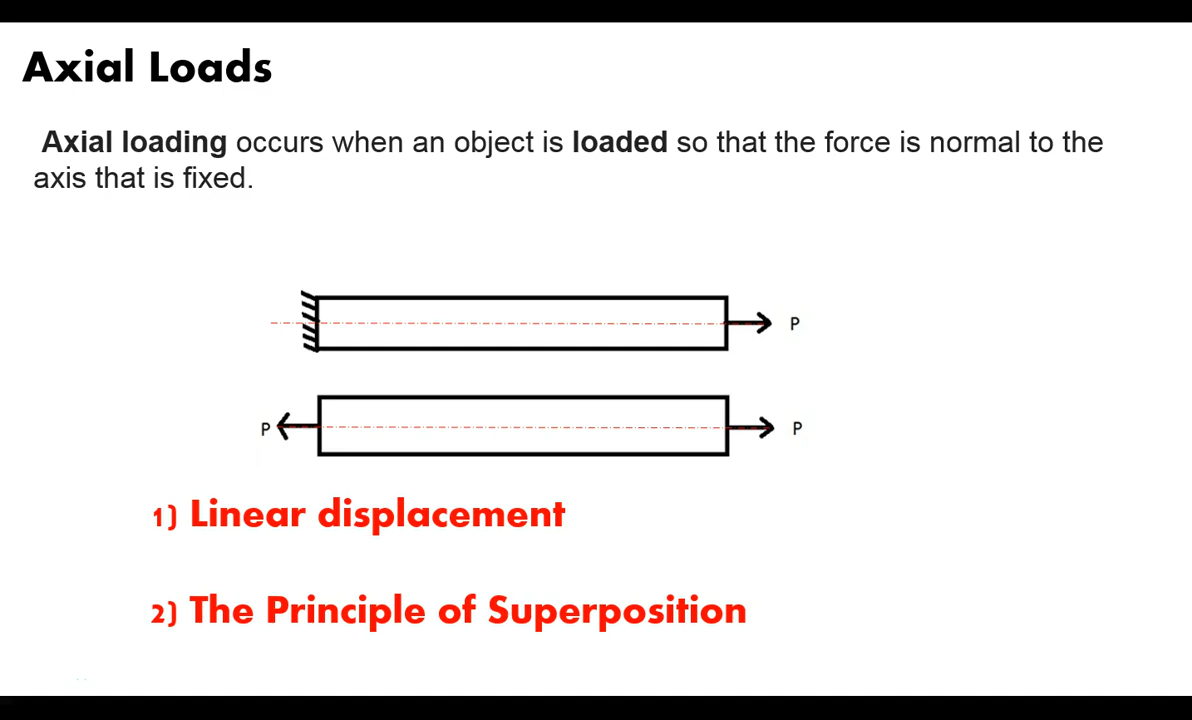 Axial Loads
Axial loading occurs when an object is loaded so that the force is normal to the
axis that is fixed.
P
P P
1) Linear displacement
2) The Principle of Superposition